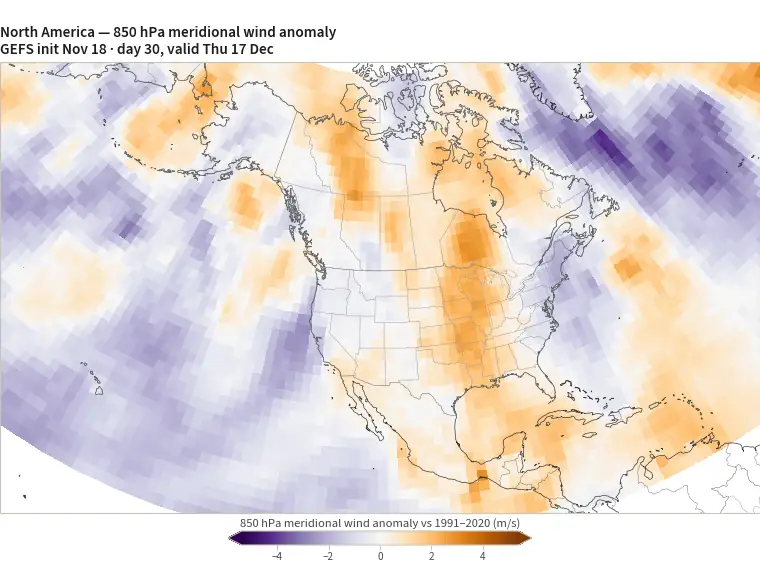 North America — 850 hPa meridional wind anomaly
GEFS init Nov 18 · day 30, valid Thu 17 Dec
850 hPa meridional wind anomaly vs 1991–2020 (m/s)
−4 −2 0 2 4